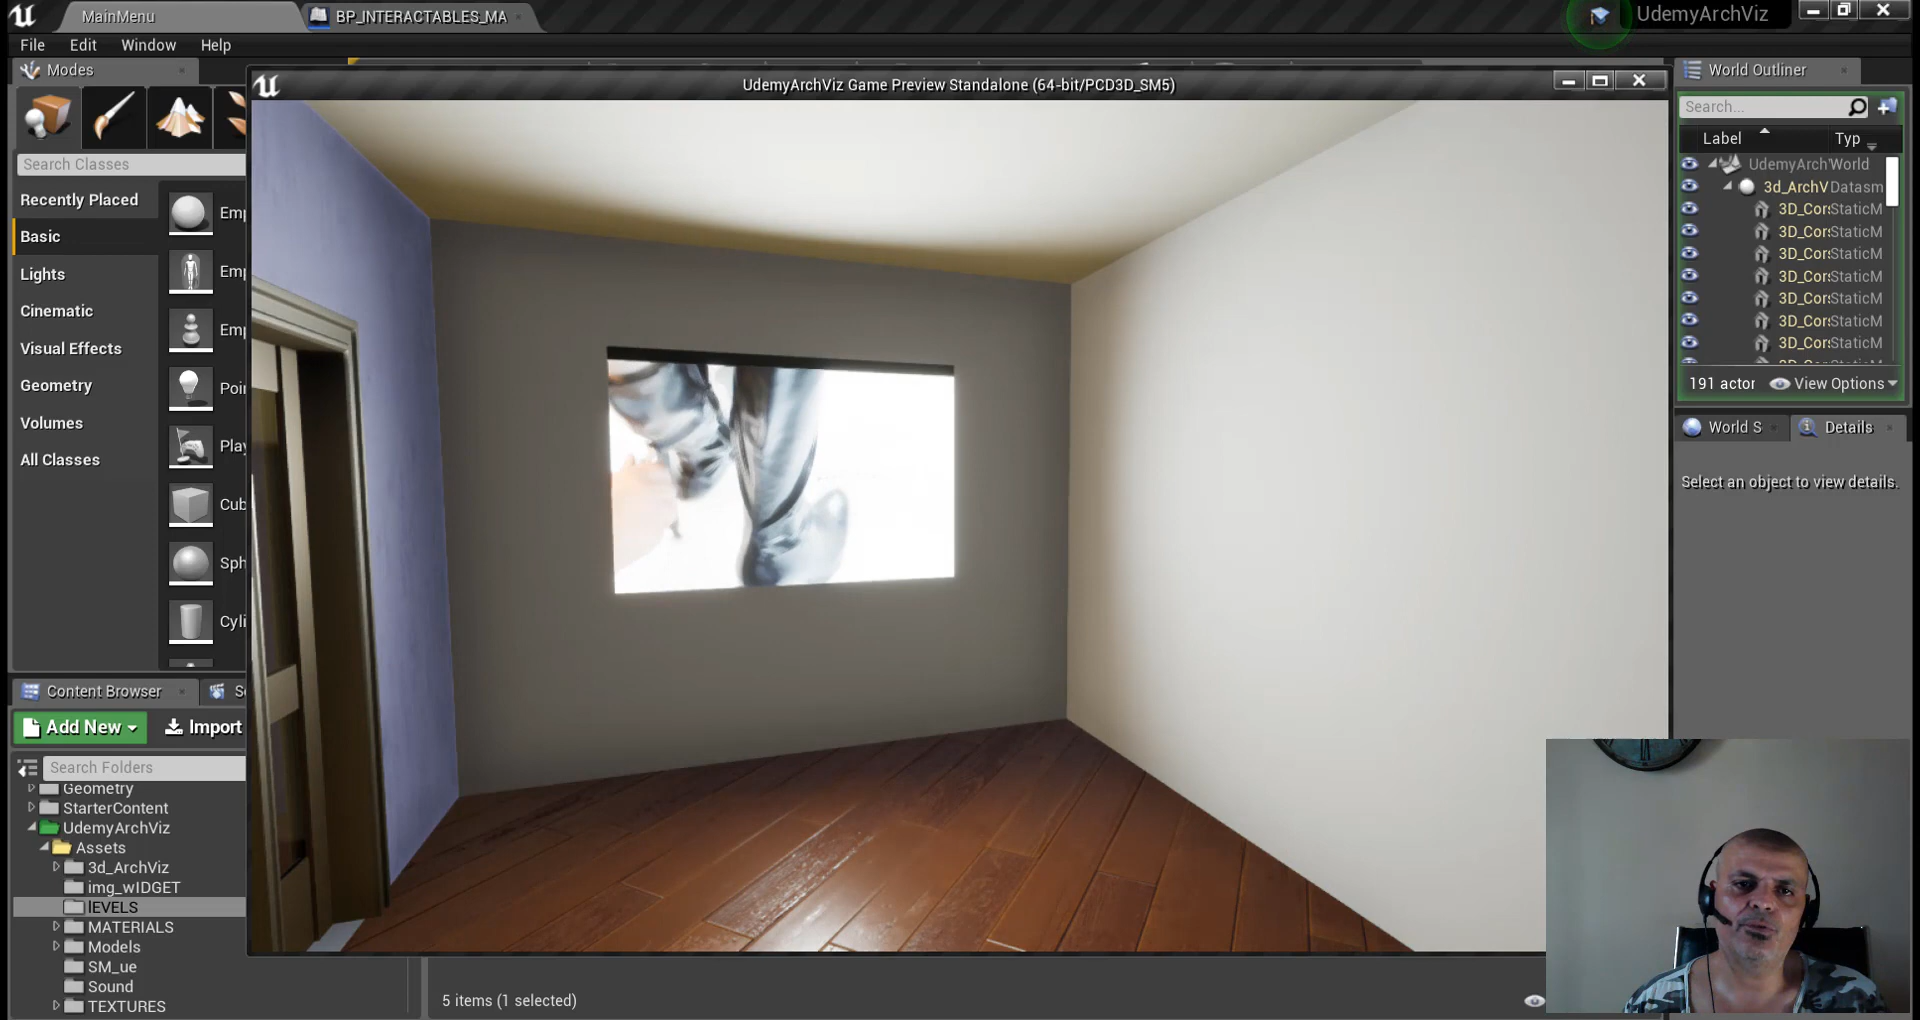 MainMenu
BP_INTERACTABLES_MA
UdemyArchViz
File Edit Window Help
Modes
UdemyArchViz Game Preview Standalone (64-bit/PCD3D_SM5)
World Outliner
Search...
Label Typ
Search Classes
UdemyArch World
3d_ArchV Datasm
3D_Cor StaticM
3D_Cor StaticM
3D_Cor StaticM
3D_Cor StaticM
3D_Cor StaticM
3D_Cor StaticM
3D_Cor StaticM
191 actor View Options
Recently Placed
Basic
Lights
Cinematic
Visual Effects
Geometry
Volumes
All Classes
Emp
Emp
Emp
Poi
Play
Cub
Sph
Cyli
World S Details
Select an object to view details.
Content Browser
Add New Import
Search Folders
Geometry
StarterContent
UdemyArchViz
Assets
3d_ArchViz
img_wIDGET
lEVELS
MATERIALS
Models
SM_ue
Sound
TEXTURES
5 items (1 selected)